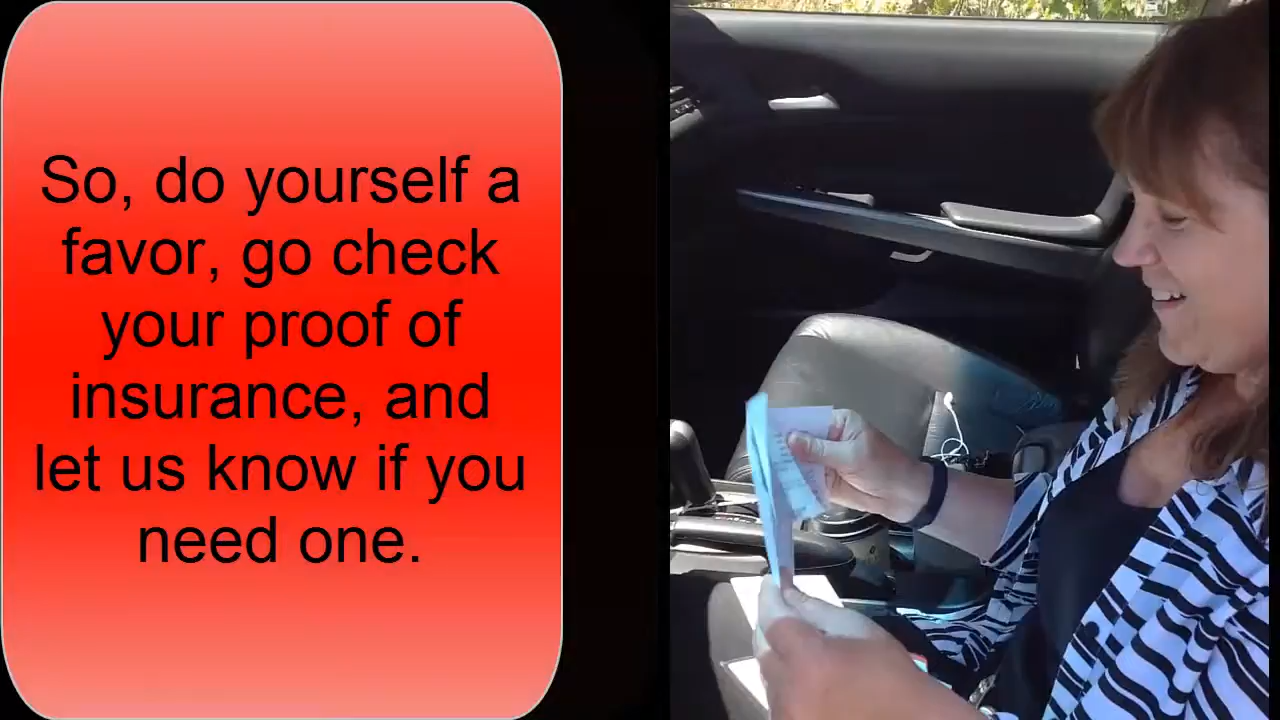 So, do yourself a
favor, go check
your proof of
insurance, and
let us know if you
need one.